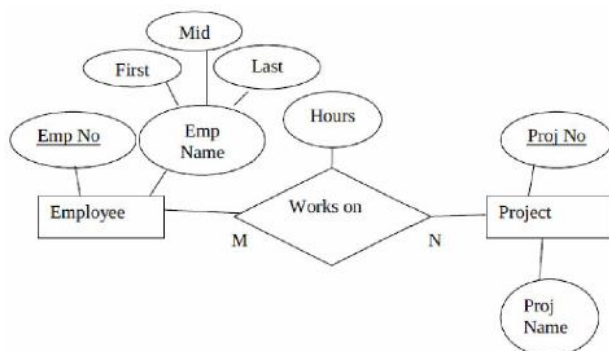 Mid
First
Last
Emp No
Emp
Name
Hours
Proj No
Employee
Works on
Project
M
N
Proj
Name